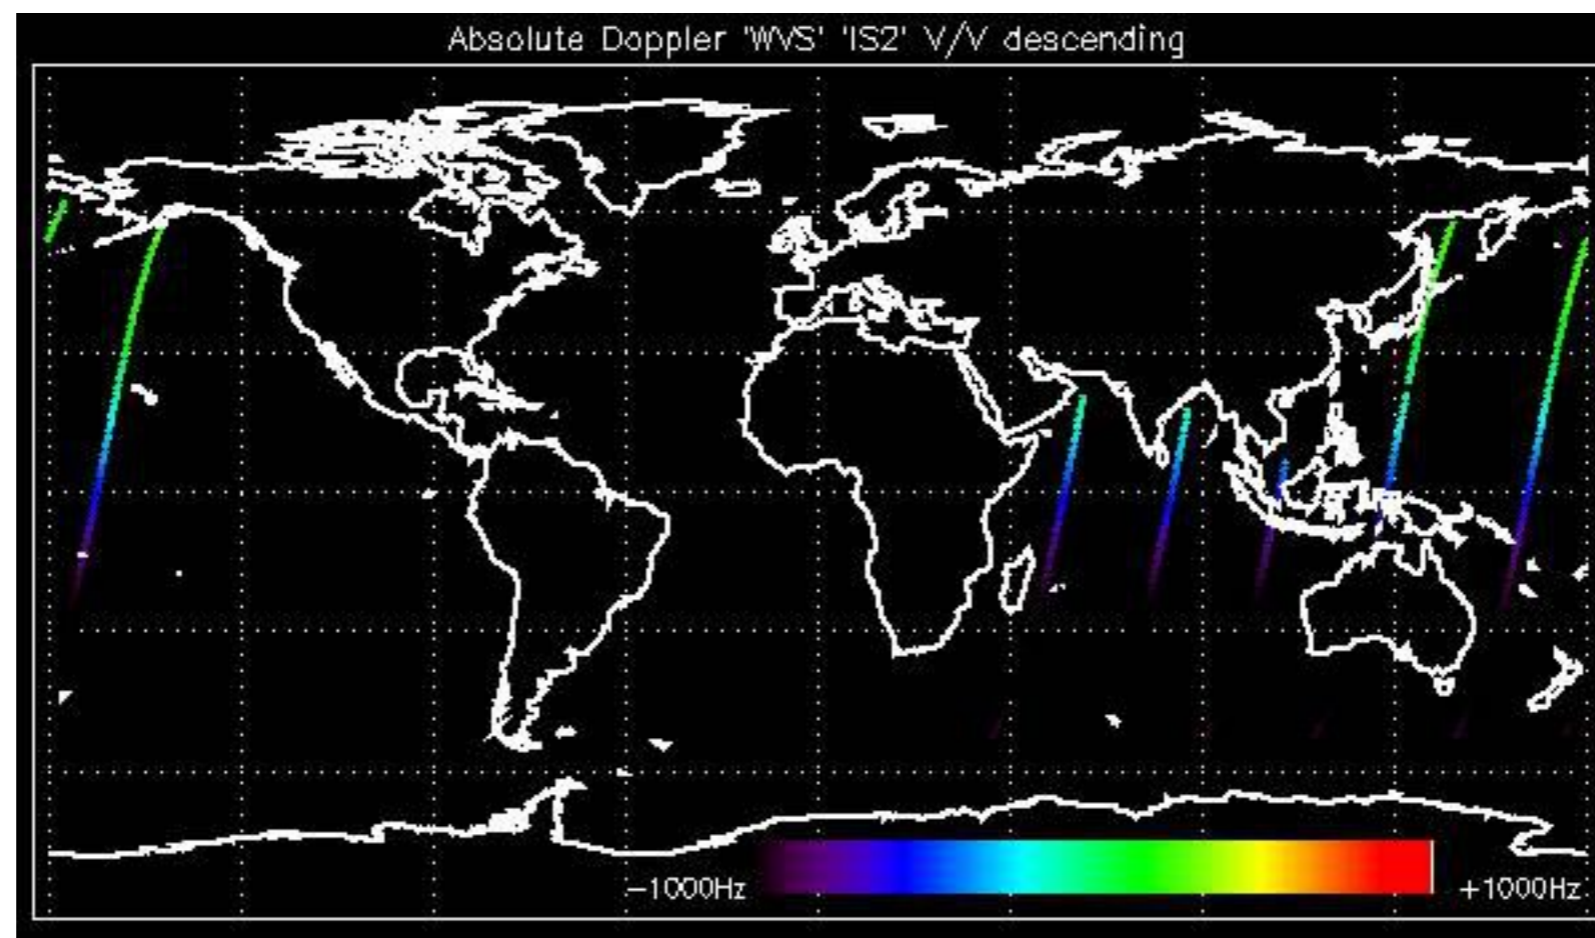 Absolute Doppler 'WVS' 'IS2' V/V descending
-1000Hz
+1000Hz